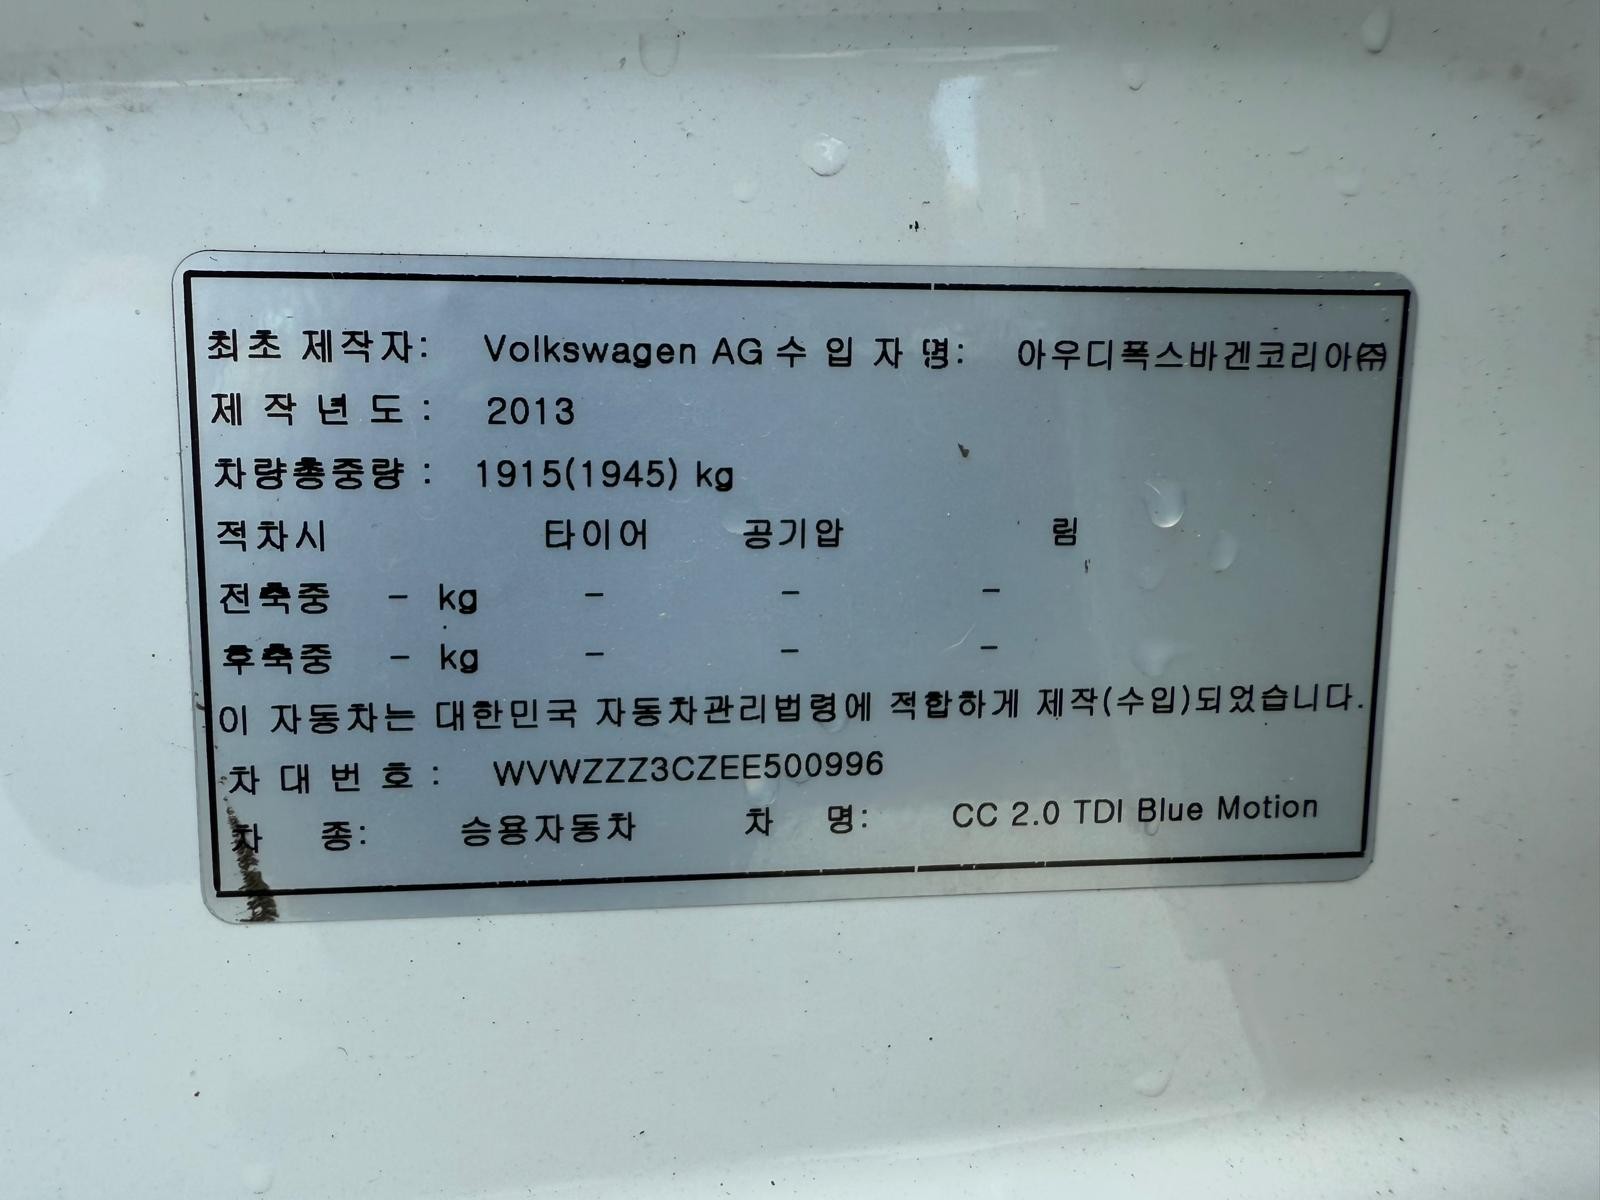 최초 제작자: Volkswagen AG 수 입 자 명: 아우디폭스바겐코리아㈜
제 작 년 도 : 2013
차량총중량 : 1915(1945) kg
적차시 타이어 공기압 림
전축중 - kg - - -
후축중 - kg - - -
이 자동차는 대한민국 자동차관리법령에 적합하게 제작(수입)되었습니다.
차 대 번 호 : WVWZZZ3CZEE500996
차 종: 승용자동차 차 명: CC 2.0 TDI Blue Motion